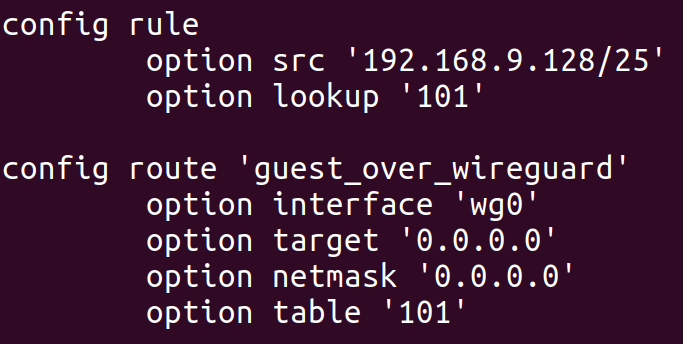 config rule
        option src '192.168.9.128/25'
        option lookup '101'

config route 'guest_over_wireguard'
        option interface 'wg0'
        option target '0.0.0.0'
        option netmask '0.0.0.0'
        option table '101'